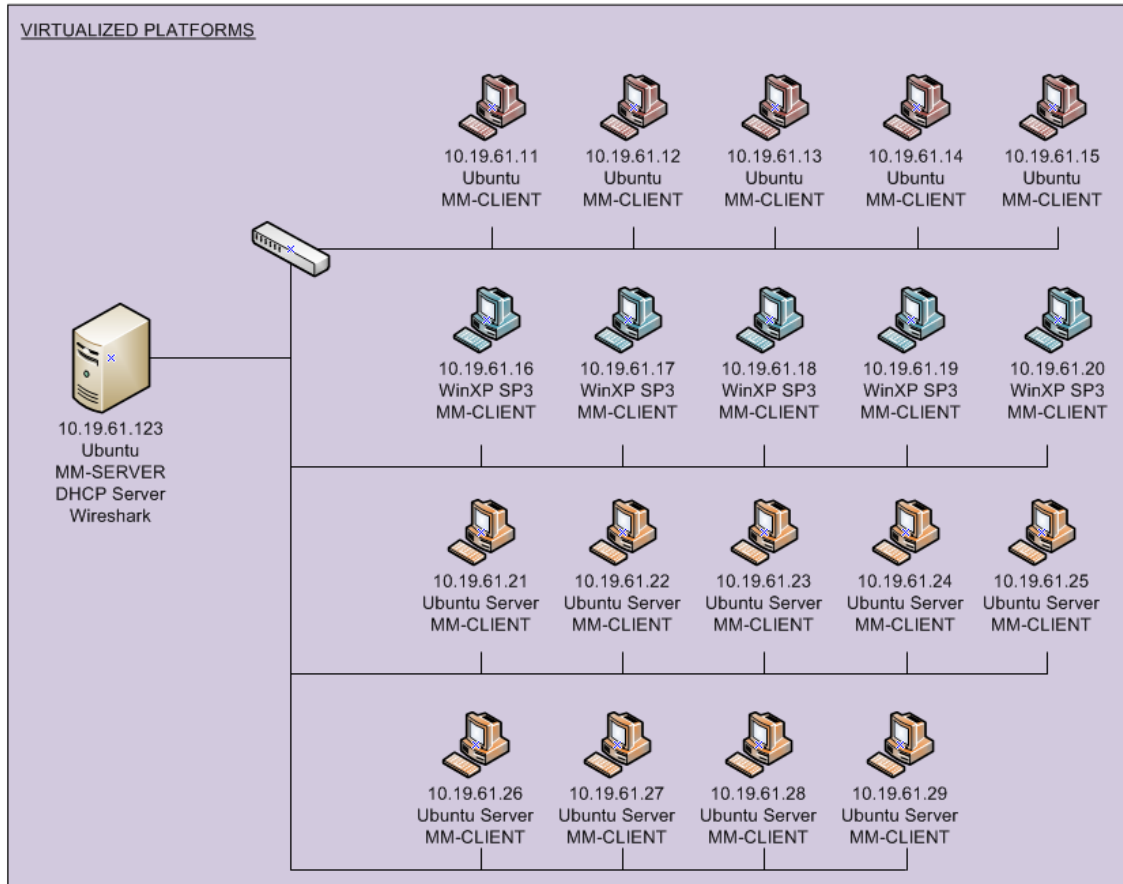 VIRTUALIZED PLATFORMS
10.19.61.11
Ubuntu
MM-CLIENT
10.19.61.12
Ubuntu
MM-CLIENT
10.19.61.13
Ubuntu
MM-CLIENT
10.19.61.14
Ubuntu
MM-CLIENT
10.19.61.15
Ubuntu
MM-CLIENT
10.19.61.123
Ubuntu
MM-SERVER
DHCP Server
Wireshark
10.19.61.16
WinXP SP3
MM-CLIENT
10.19.61.17
WinXP SP3
MM-CLIENT
10.19.61.18
WinXP SP3
MM-CLIENT
10.19.61.19
WinXP SP3
MM-CLIENT
10.19.61.20
WinXP SP3
MM-CLIENT
10.19.61.21
Ubuntu Server
MM-CLIENT
10.19.61.22
Ubuntu Server
MM-CLIENT
10.19.61.23
Ubuntu Server
MM-CLIENT
10.19.61.24
Ubuntu Server
MM-CLIENT
10.19.61.25
Ubuntu Server
MM-CLIENT
10.19.61.26
Ubuntu Server
MM-CLIENT
10.19.61.27
Ubuntu Server
MM-CLIENT
10.19.61.28
Ubuntu Server
MM-CLIENT
10.19.61.29
Ubuntu Server
MM-CLIENT